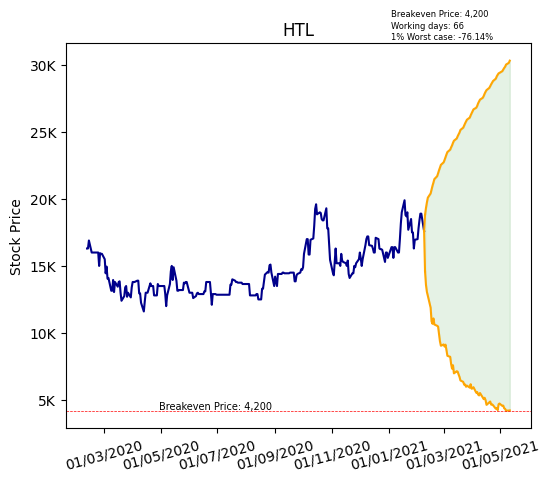 Breakeven Price: 4,200
Working days: 66
1% Worst case: -76.14%
HTL
Stock Price
30K
25K
20K
15K
10K
5K
Breakeven Price: 4,200
01/03/2020
01/05/2020
01/07/2020
01/09/2020
01/11/2020
01/01/2021
01/03/2021
01/05/2021